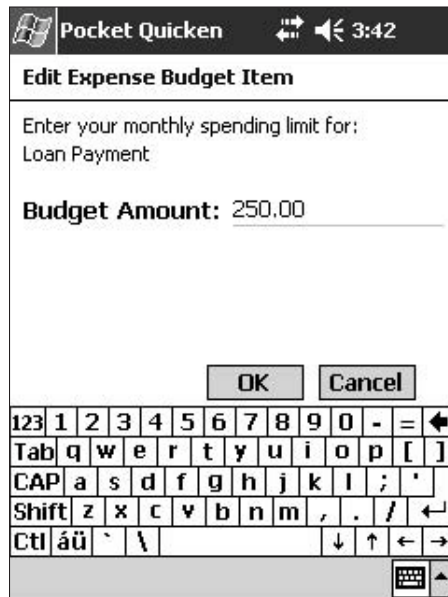 Pocket Quicken 3:42
Edit Expense Budget Item
Enter your monthly spending limit for:
Loan Payment
Budget Amount: 250.00
OK Cancel
123 1 2 3 4 5 6 7 8 9 0 - =
Tab q w e r t y u i o p [ ]
CAP a s d f g h j k l ; '
Shift z x c v b n m , . /
Ctl áü ` \ ↓ ↑ ← →